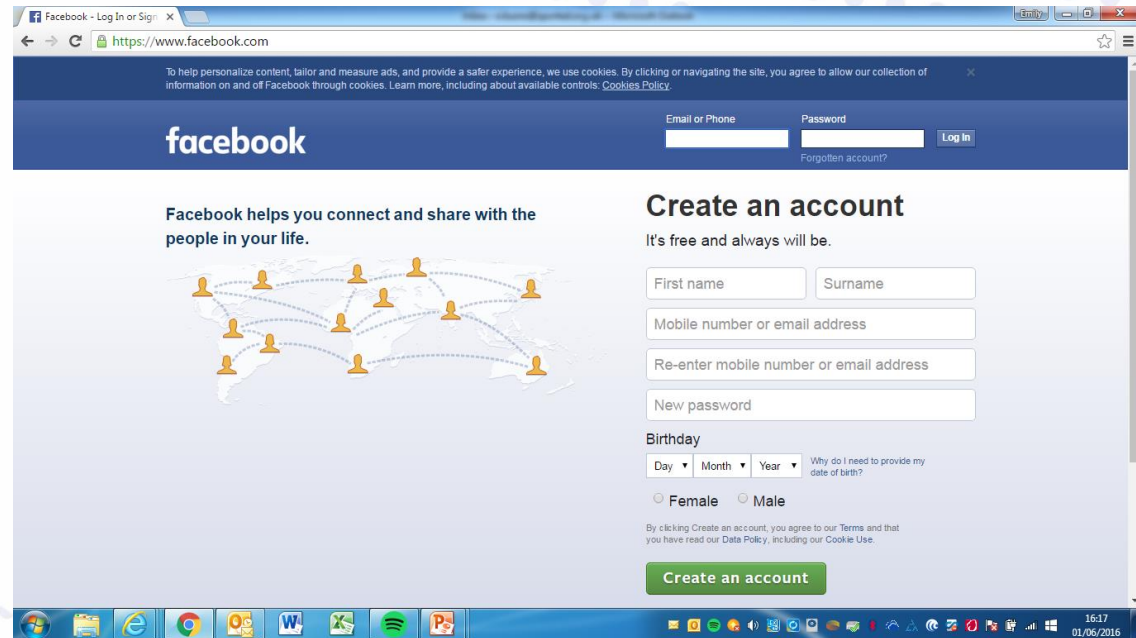 Facebook - Log In or Sign
Emily
https://www.facebook.com
To help personalize content, tailor and measure ads, and provide a safer experience, we use cookies. By clicking or navigating the site, you agree to allow our collection of
information on and off Facebook through cookies. Learn more, including about available controls: Cookies Policy.
facebook
Email or Phone
Password
Log In
Forgotten account?
Facebook helps you connect and share with the
people in your life.
Create an account
It's free and always will be.
First name
Surname
Mobile number or email address
Re-enter mobile number or email address
New password
Birthday
Day
Month
Year
Why do I need to provide my
date of birth?
Female
Male
By clicking Create an account, you agree to our Terms and that
you have read our Data Policy, including our Cookie Use.
Create an account
16:17
01/06/2016